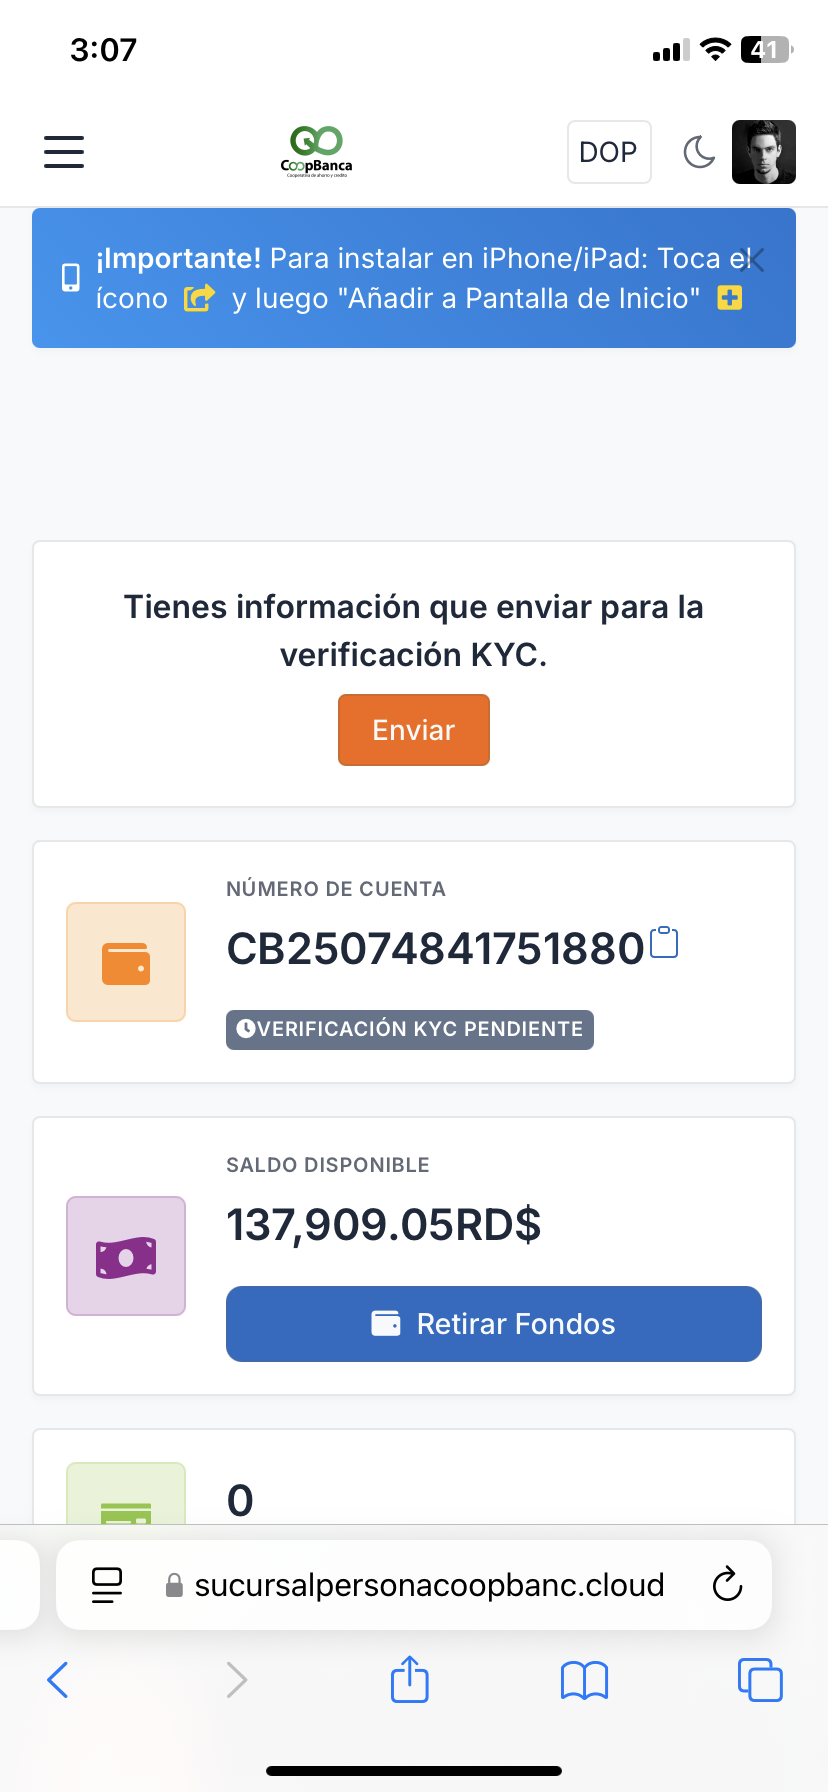 3:07
41
CoopBanca
Cooperativa de ahorro y crédito
DOP
¡Importante! Para instalar en iPhone/iPad: Toca el
ícono y luego "Añadir a Pantalla de Inicio"
Tienes información que enviar para la
verificación KYC.
Enviar
NÚMERO DE CUENTA
CB25074841751880
VERIFICACIÓN KYC PENDIENTE
SALDO DISPONIBLE
137,909.05RD$
Retirar Fondos
0
sucursalpersonacoopbanc.cloud